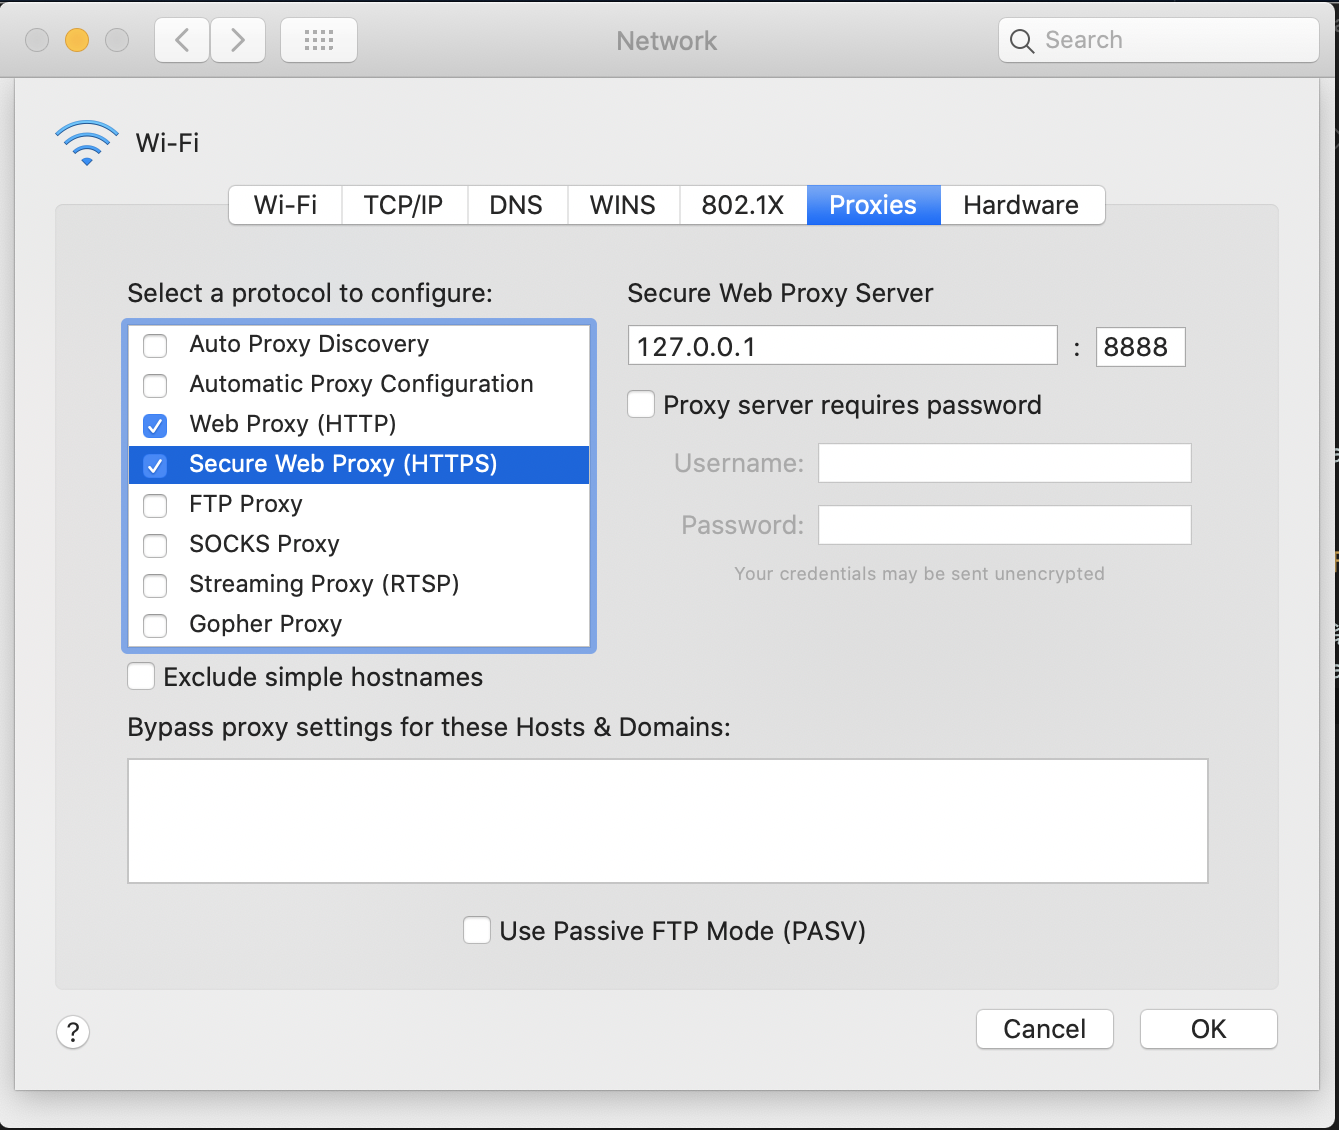 Network
Search
Wi-Fi
Wi-Fi TCP/IP DNS WINS 802.1X Proxies Hardware
Select a protocol to configure:
Auto Proxy Discovery
Automatic Proxy Configuration
Web Proxy (HTTP)
Secure Web Proxy (HTTPS)
FTP Proxy
SOCKS Proxy
Streaming Proxy (RTSP)
Gopher Proxy
Exclude simple hostnames
Secure Web Proxy Server
127.0.0.1 : 8888
Proxy server requires password
Username:
Password:
Your credentials may be sent unencrypted
Bypass proxy settings for these Hosts & Domains:
Use Passive FTP Mode (PASV)
?
Cancel
OK